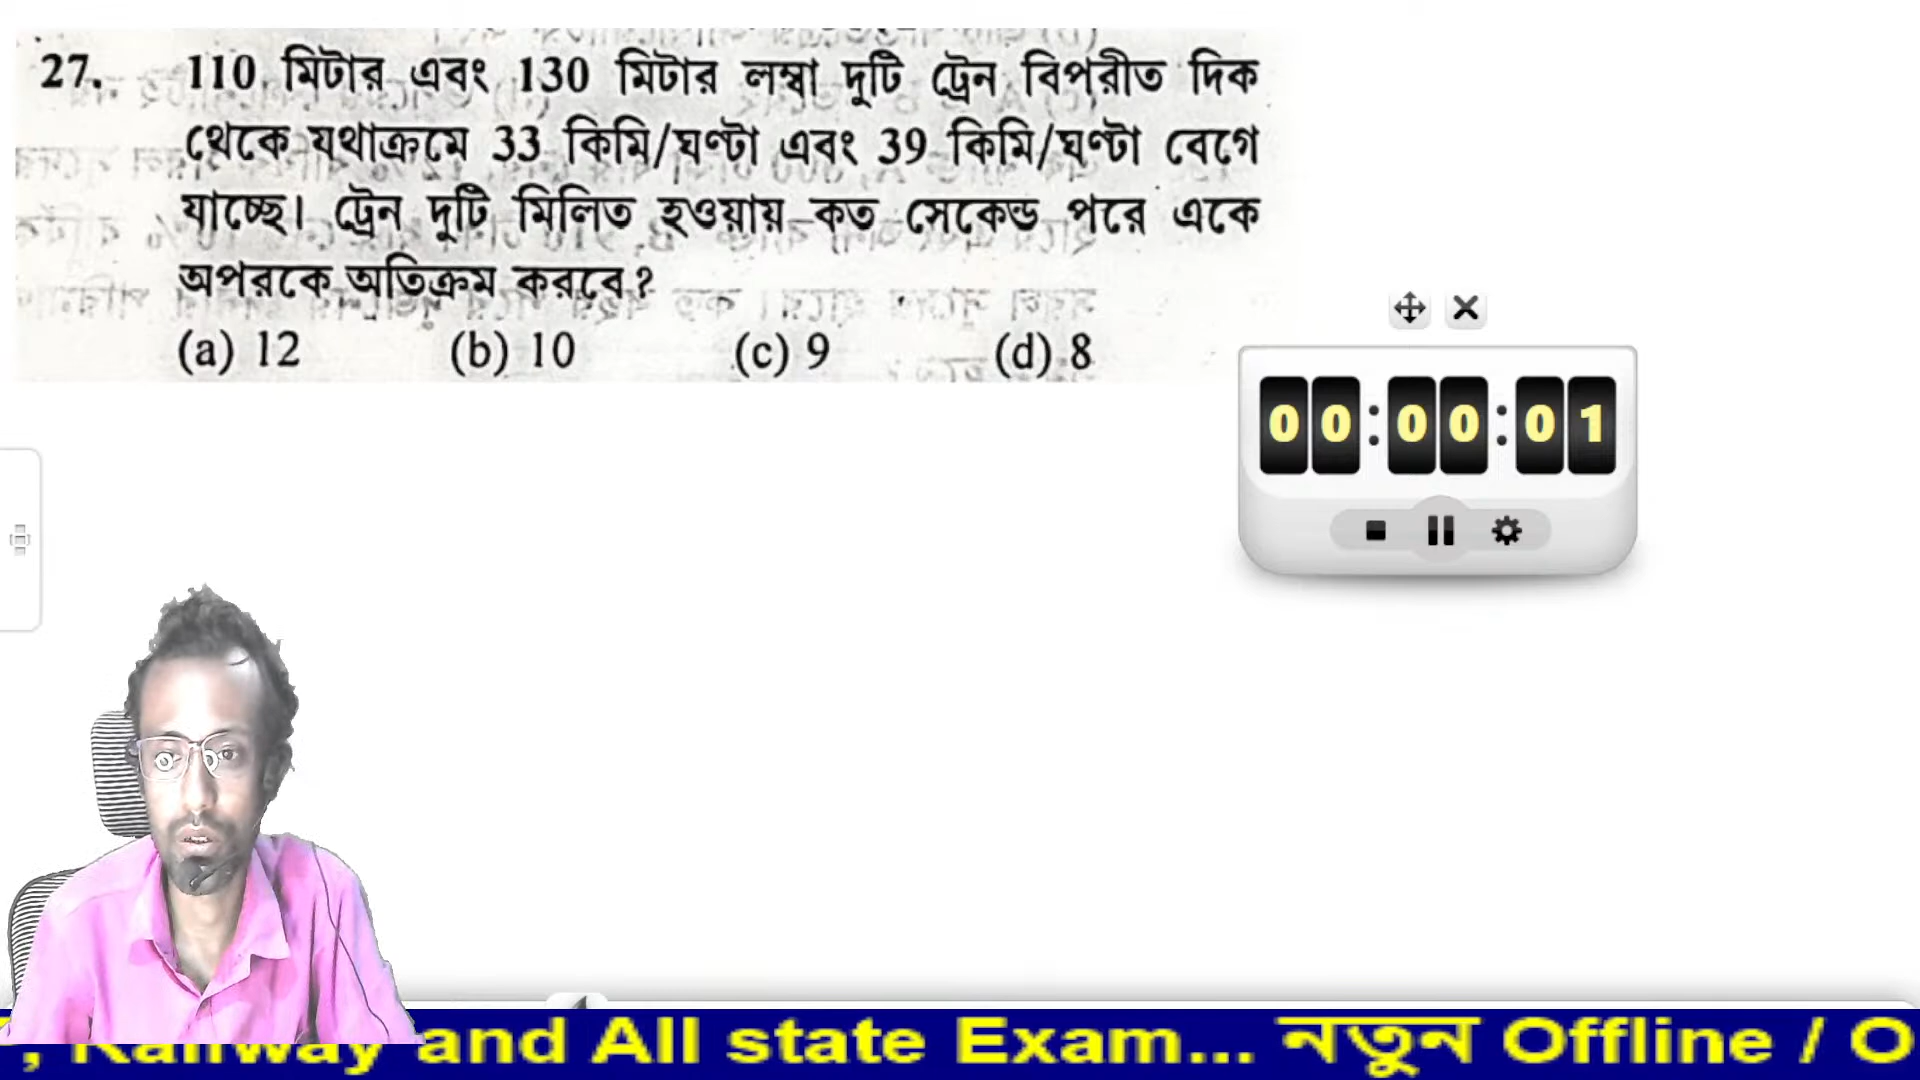 27. 110 মিটার এবং 130 মিটার লম্বা দুটি ট্রেন বিপরীত দিক
থেকে যথাক্রমে 33 কিমি/ঘণ্টা এবং 39 কিমি/ঘণ্টা বেগে
যাচ্ছে। ট্রেন দুটি মিলিত হওয়ায় কত সেকেন্ড পরে একে
অপরকে অতিক্রম করবে?
(a) 12 (b) 10 (c) 9 (d) 8
00:00:01
, Railway and All state Exam... নতুন Offline / O